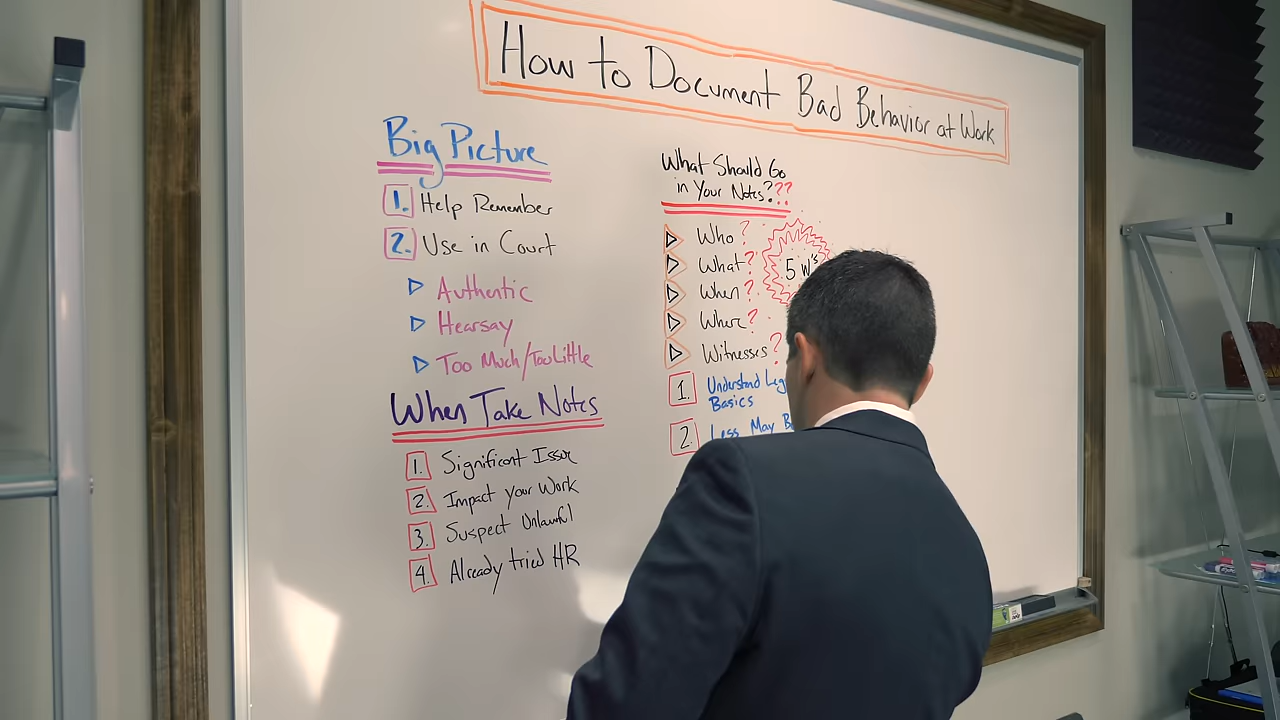 How to Document Bad Behavior at Work
Big Picture
1. Help Remember
2. Use in Court
Authentic
Hearsay
Too Much/Too Little
When Take Notes
1. Significant Issue
2. Impact your Work
3. Suspect Unlawful
4. Already tried HR
What Should Go
in Your Notes???
Who?
What?
When?
Where?
Witnesses?
5 W's
1. Understand
Basics
2. Less May